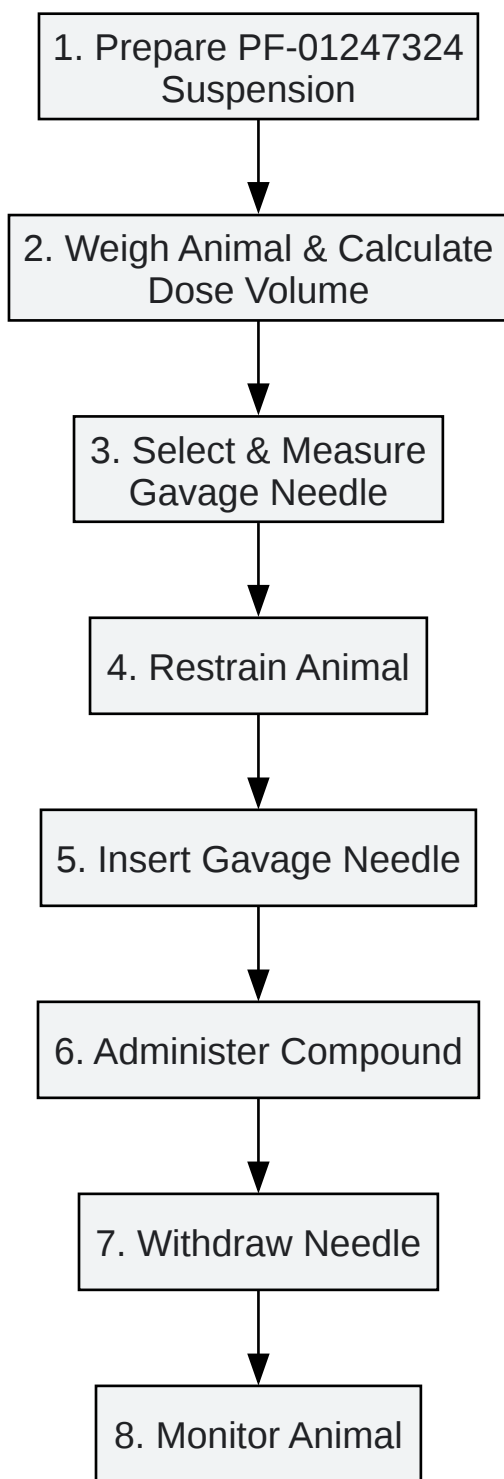 1. Prepare PF-01247324
Suspension
2. Weigh Animal & Calculate
Dose Volume
3. Select & Measure
Gavage Needle
4. Restrain Animal
5. Insert Gavage Needle
6. Administer Compound
7. Withdraw Needle
8. Monitor Animal